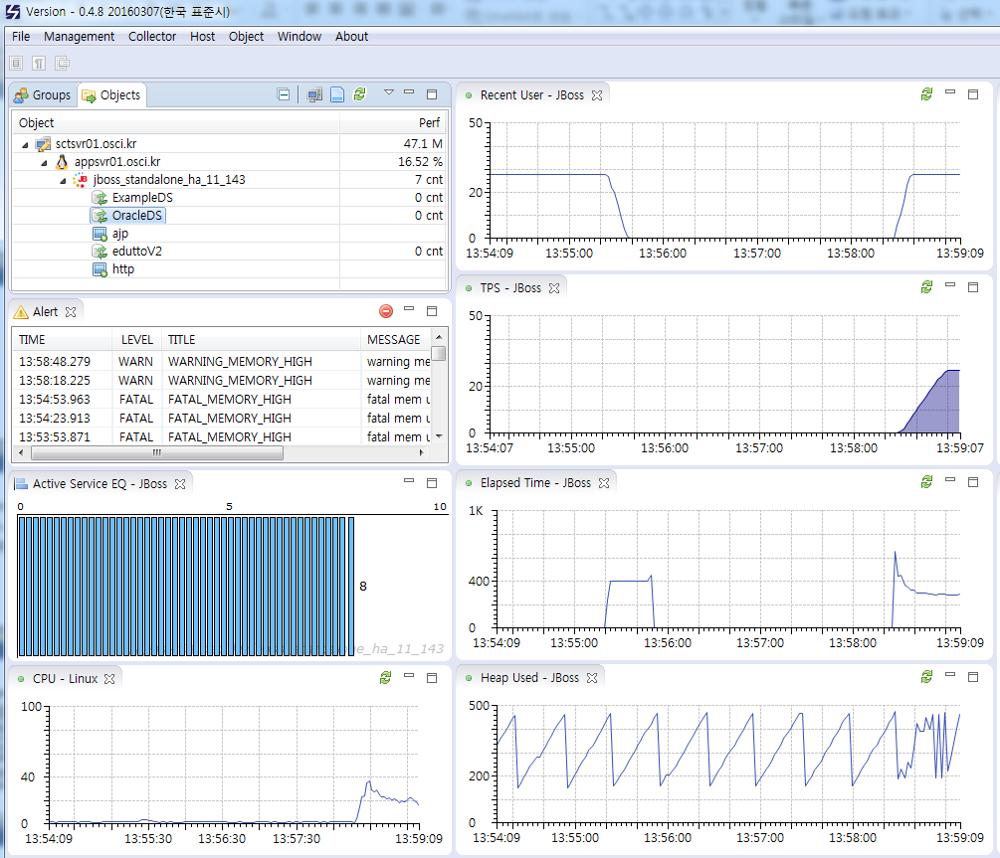 Version - 0.4.8 20160307(한국 표준시)
File Management Collector Host Object Window About
Groups Objects
Object Perf
sctsvr01.osci.kr 47.1 M
appsvr01.osci.kr 16.52 %
jboss_standalone_ha_11_143 7 cnt
ExampleDS 0 cnt
OracleDS 0 cnt
ajp
eduttoV2 0 cnt
http
Alert
TIME LEVEL TITLE MESSAGE
13:58:48.279 WARN WARNING_MEMORY_HIGH warning me
13:58:18.225 WARN WARNING_MEMORY_HIGH warning me
13:54:53.963 FATAL FATAL_MEMORY_HIGH fatal mem u
13:54:23.913 FATAL FATAL_MEMORY_HIGH fatal mem u
13:53:53.871 FATAL FATAL_MEMORY_HIGH fatal mem u
Active Service EQ - JBoss
0 5 10
8
one_ha_11_143
CPU - Linux
100
40
0
13:54:09 13:55:30 13:56:30 13:57:30 13:59:09
Recent User - JBoss
50
20
0
13:54:09 13:55:00 13:56:00 13:57:00 13:58:00 13:59:09
TPS - JBoss
50
20
0
13:54:07 13:55:00 13:56:00 13:57:00 13:58:00 13:59:07
Elapsed Time - JBoss
1K
400
0
13:54:09 13:55:00 13:56:00 13:57:00 13:58:00 13:59:09
Heap Used - JBoss
500
200
0
13:54:09 13:55:00 13:56:00 13:57:00 13:58:00 13:59:09